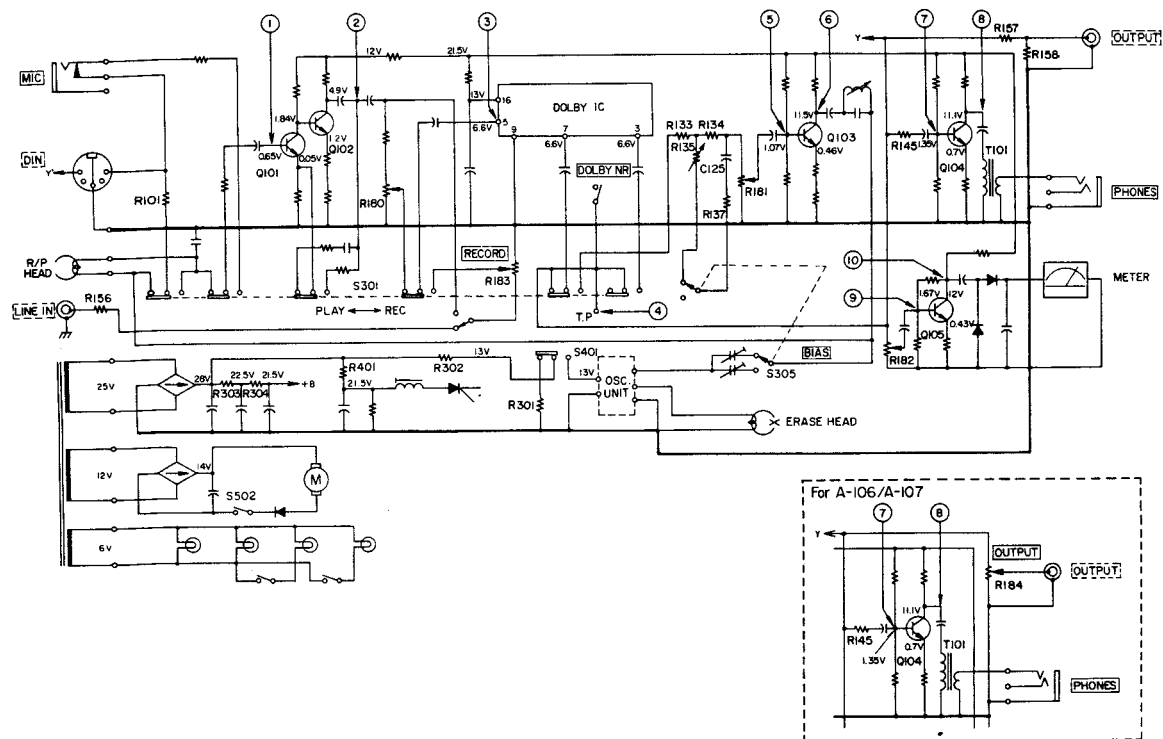 1
2
3
5
6
7
8
MIC
DIN
Y
R101
R/P
HEAD
LINE IN
R156
12V
21.5V
4.9V
1.84V
1.2V
Q102
0.65V
0.05V
Q101
R180
13V
16
5
6.6V
DOLBY IC
9
7
3
6.6V
6.6V
DOLBY NR
R133
R134
R135
C125
R137
R181
1.07V
11.5V
Q103
0.46V
Y
R157
R158
OUTPUT
11.1V
R145
1.35V
0.7V
Q104
T101
PHONES
S301
PLAY
REC
RECORD
R183
T.P
4
10
9
1.67V
12V
0.43V
Q105
R182
METER
BIAS
S305
25V
28V
22.5V
21.5V
R303
R304
+B
R401
21.5V
R302
13V
R301
S401
13V
OSC.
UNIT
ERASE HEAD
12V
14V
S502
M
6V
For A-106/A-107
7
8
Y
OUTPUT
R184
OUTPUT
11.1V
R145
1.35V
0.7V
Q104
T101
PHONES